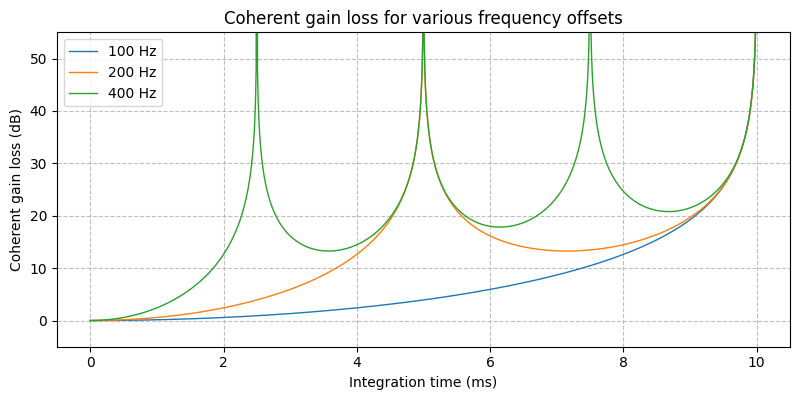 Coherent gain loss for various frequency offsets
100 Hz
200 Hz
400 Hz
Coherent gain loss (dB)
50
40
30
20
10
0
0 2 4 6 8 10
Integration time (ms)